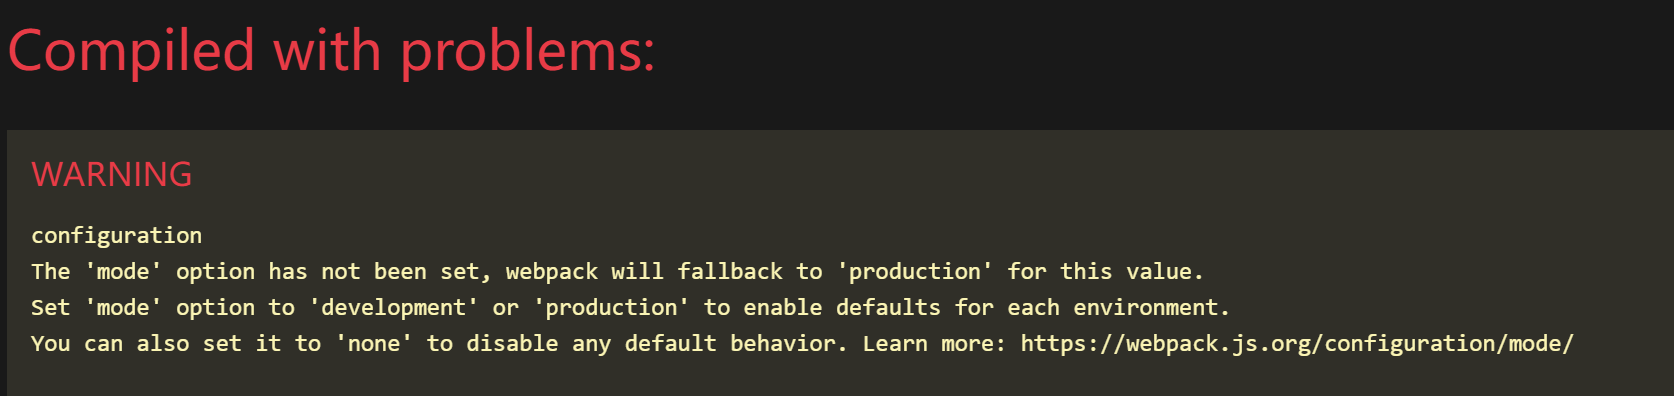 Compiled with problems:
WARNING
configuration
The 'mode' option has not been set, webpack will fallback to 'production' for this value.
Set 'mode' option to 'development' or 'production' to enable defaults for each environment.
You can also set it to 'none' to disable any default behavior. Learn more: https://webpack.js.org/configuration/mode/